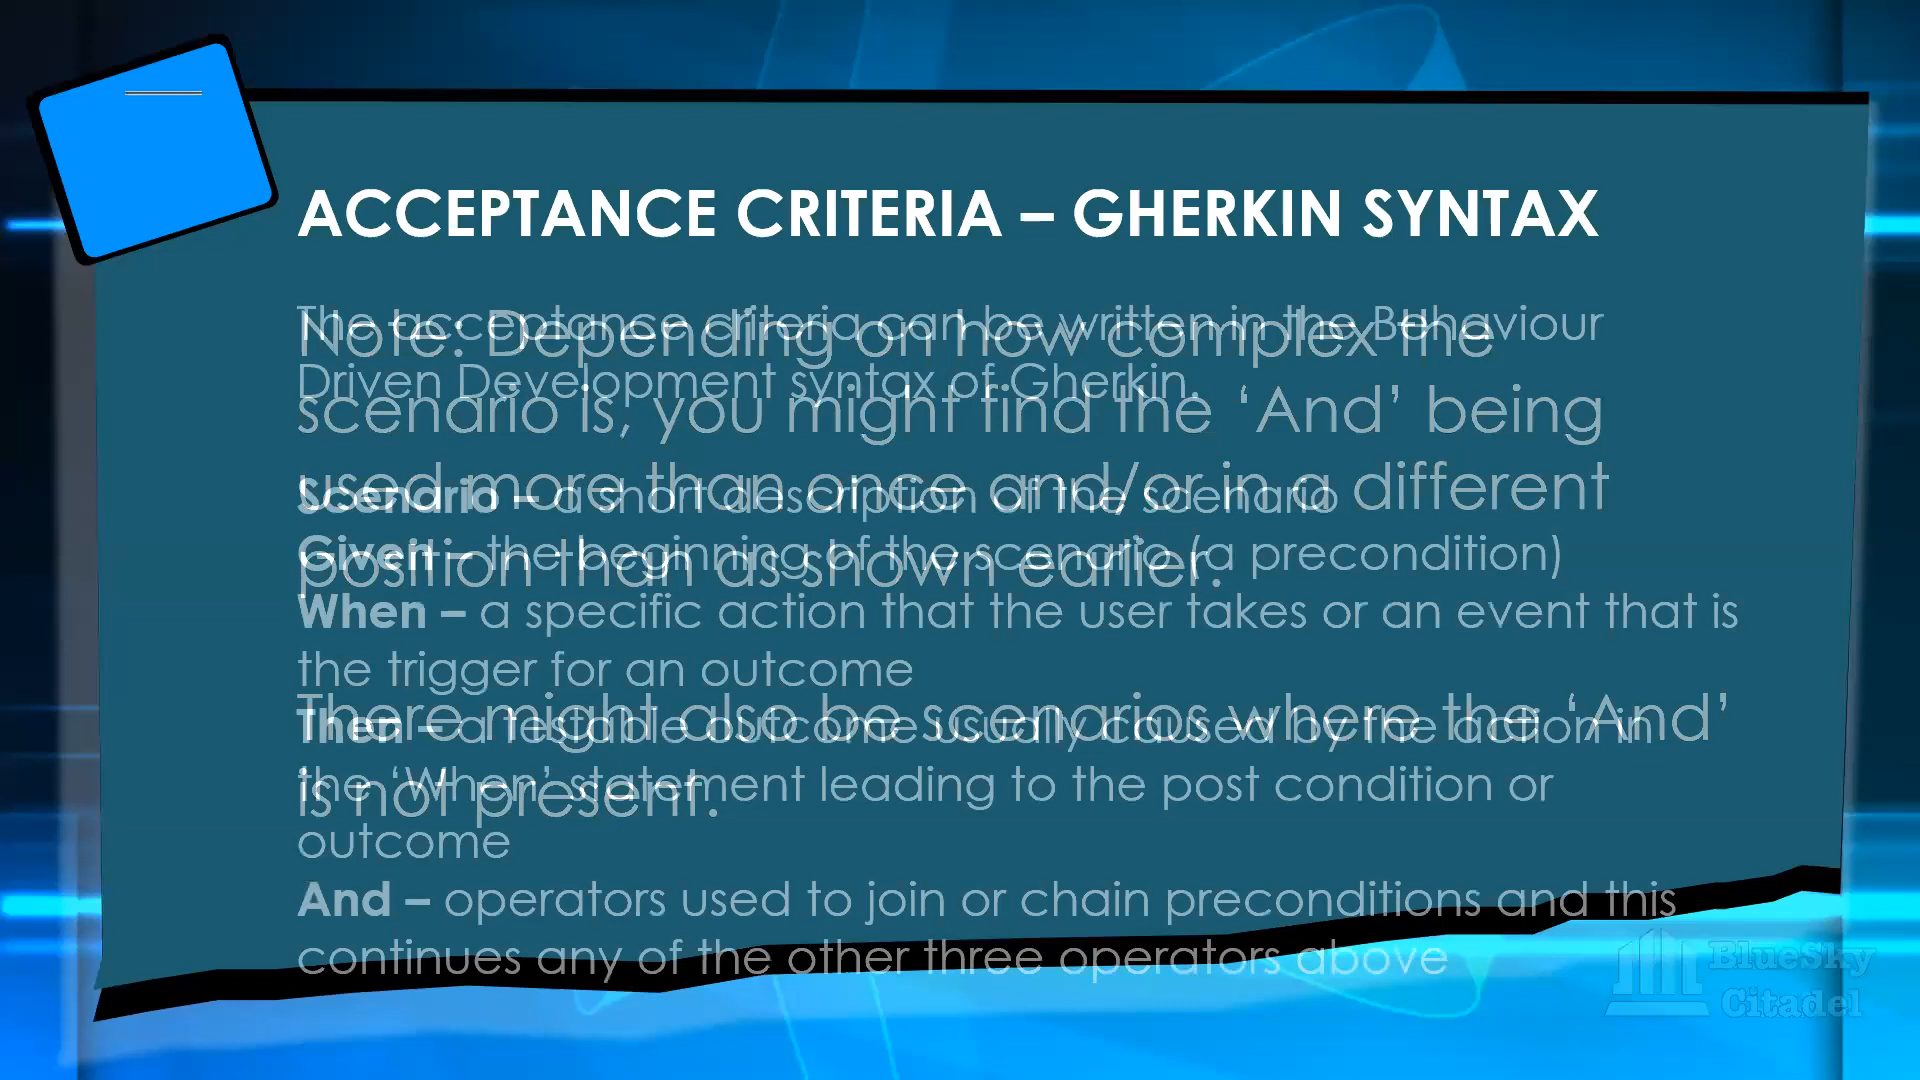 ACCEPTANCE CRITERIA – GHERKIN SYNTAX
The acceptance criteria can be written in the Behaviour
Driven Development syntax of Gherkin.
Scenario – a short description of the scenario
Given – the beginning of the scenario (a precondition)
When – a specific action that the user takes or an event that is
the trigger for an outcome
Then – a testable outcome usually caused by the action in
the ‘When’ statement leading to the post condition or
outcome
And – operators used to join or chain preconditions and this
continues any of the other three operators above
Note: Depending on how complex the
scenario is, you might find the ‘And’ being
used more than once and/or in a different
position than as shown earlier.
There might also be scenarios where the ‘And’
is not present.
BlueSky
Citadel